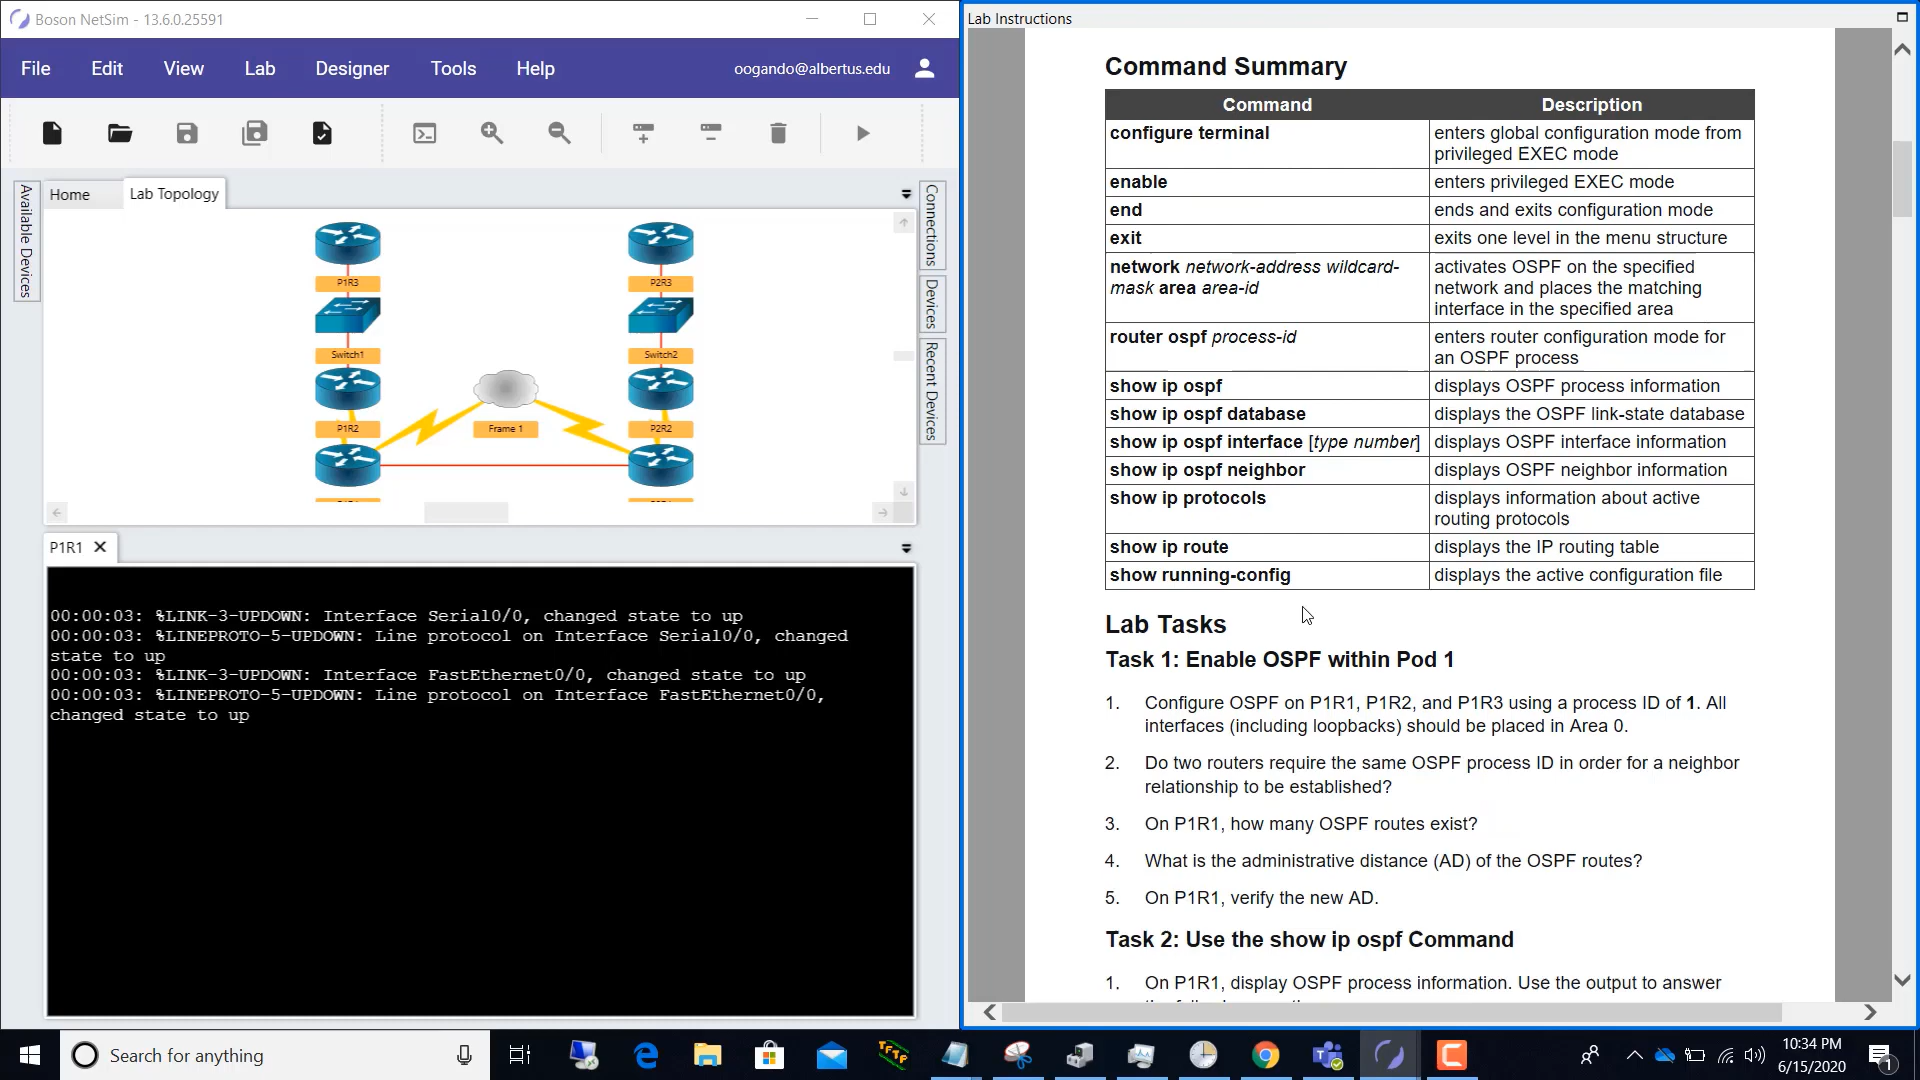 Boson NetSim - 13.6.0.25591
File Edit View Lab Designer Tools Help oogando@albertus.edu
Available Devices
Home Lab Topology
P1R3 P2R3
Switch1 Switch2
P1R2 Frame 1 P2R2
Connections
Devices
Recent Devices
P1R1
00:00:03: %LINK-3-UPDOWN: Interface Serial0/0, changed state to up
00:00:03: %LINEPROTO-5-UPDOWN: Line protocol on Interface Serial0/0, changed
state to up
00:00:03: %LINK-3-UPDOWN: Interface FastEthernet0/0, changed state to up
00:00:03: %LINEPROTO-5-UPDOWN: Line protocol on Interface FastEthernet0/0,
changed state to up
Lab Instructions
Command Summary
Command Description
configure terminal enters global configuration mode from
privileged EXEC mode
enable enters privileged EXEC mode
end ends and exits configuration mode
exit exits one level in the menu structure
network network-address wildcard- activates OSPF on the specified
mask area area-id network and places the matching
interface in the specified area
router ospf process-id enters router configuration mode for
an OSPF process
show ip ospf displays OSPF process information
show ip ospf database displays the OSPF link-state database
show ip ospf interface [type number] displays OSPF interface information
show ip ospf neighbor displays OSPF neighbor information
show ip protocols displays information about active
routing protocols
show ip route displays the IP routing table
show running-config displays the active configuration file
Lab Tasks
Task 1: Enable OSPF within Pod 1
1. Configure OSPF on P1R1, P1R2, and P1R3 using a process ID of 1. All
interfaces (including loopbacks) should be placed in Area 0.
2. Do two routers require the same OSPF process ID in order for a neighbor
relationship to be established?
3. On P1R1, how many OSPF routes exist?
4. What is the administrative distance (AD) of the OSPF routes?
5. On P1R1, verify the new AD.
Task 2: Use the show ip ospf Command
1. On P1R1, display OSPF process information. Use the output to answer
Search for anything
TFTP
10:34 PM
6/15/2020
1